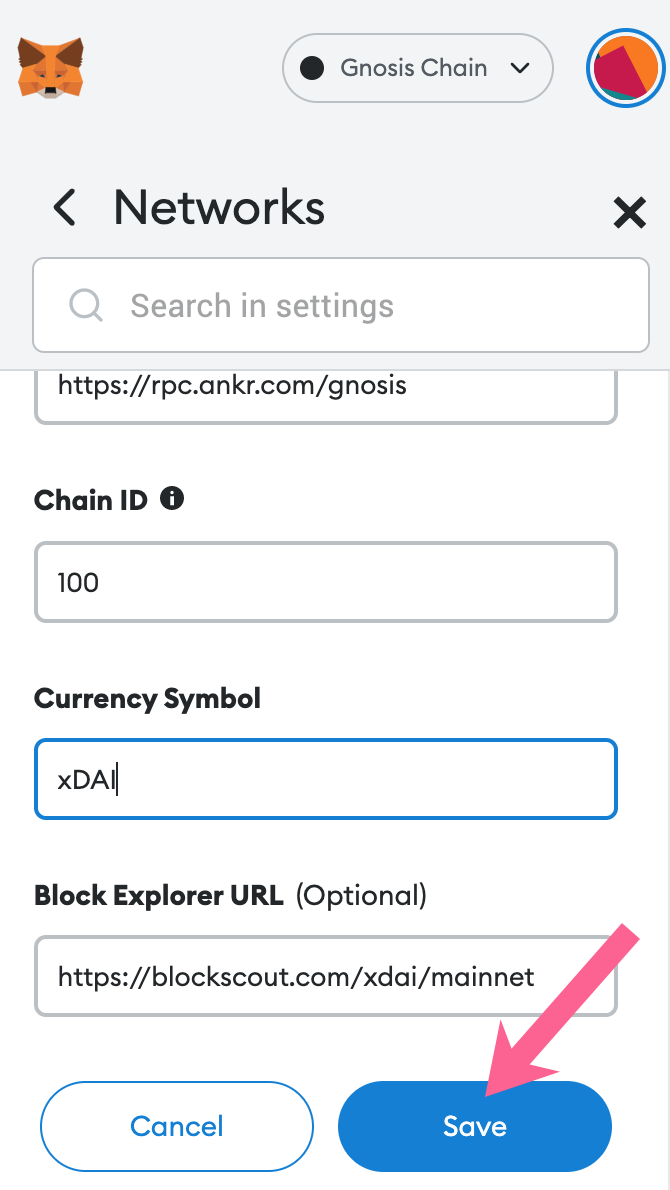 Gnosis Chain
Networks
Search in settings
https://rpc.ankr.com/gnosis
Chain ID
100
Currency Symbol
xDAI
Block Explorer URL (Optional)
https://blockscout.com/xdai/mainnet
Cancel
Save